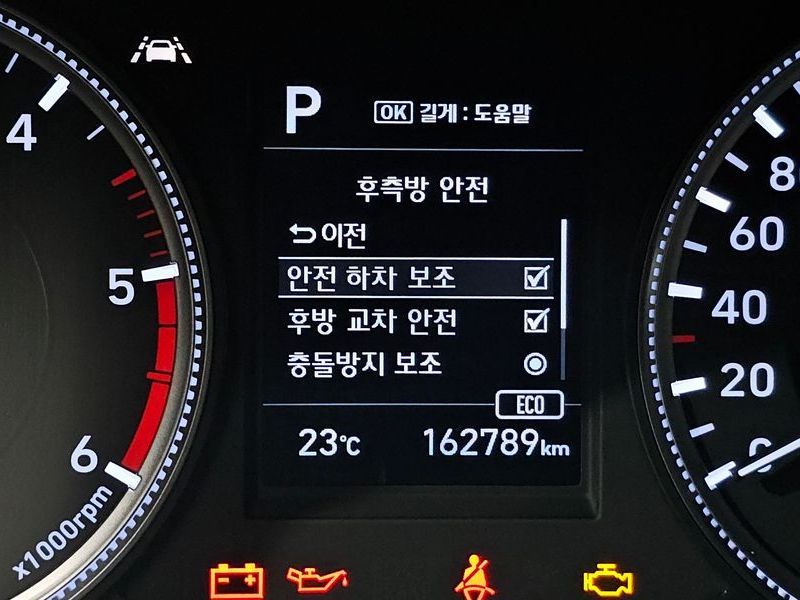 P
OK 길게 : 도움말
후측방 안전
이전
안전 하차 보조
후방 교차 안전
충돌방지 보조
ECO
23℃ 162789km
4
5
6
x1000rpm
80
60
40
20
0